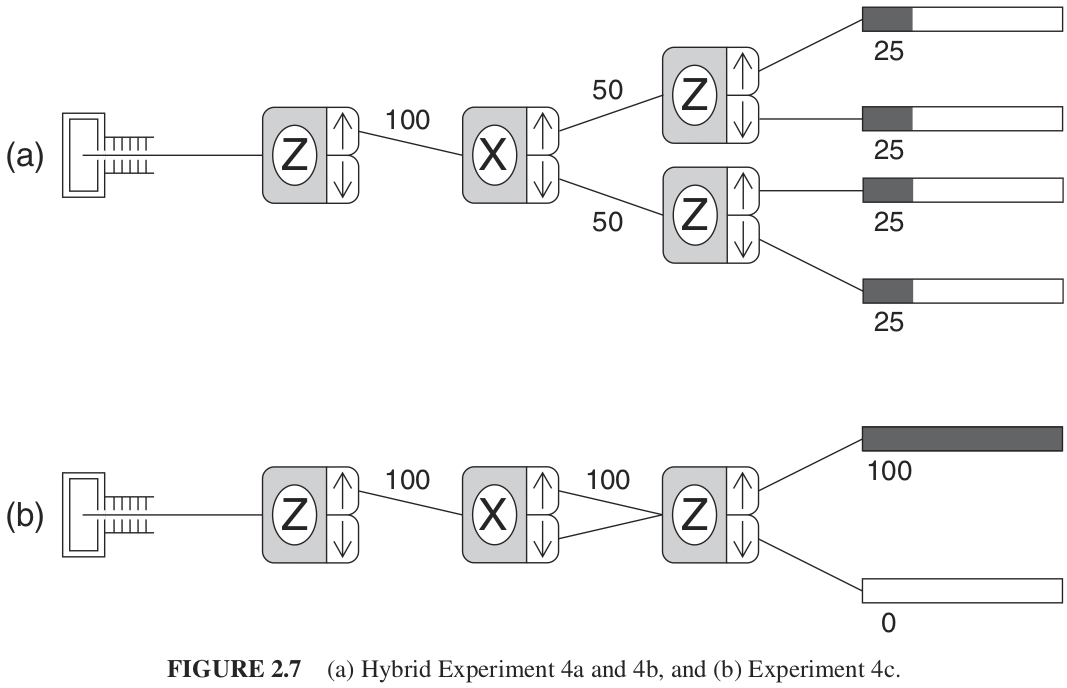 25
50
Z ↑ ↓
25
100
(a) Z ↑ ↓ X ↑ ↓
25
50
Z ↑ ↓
25
100
(b) Z ↑ ↓ 100 X ↑ ↓ 100 Z ↑ ↓
0
FIGURE 2.7 (a) Hybrid Experiment 4a and 4b, and (b) Experiment 4c.